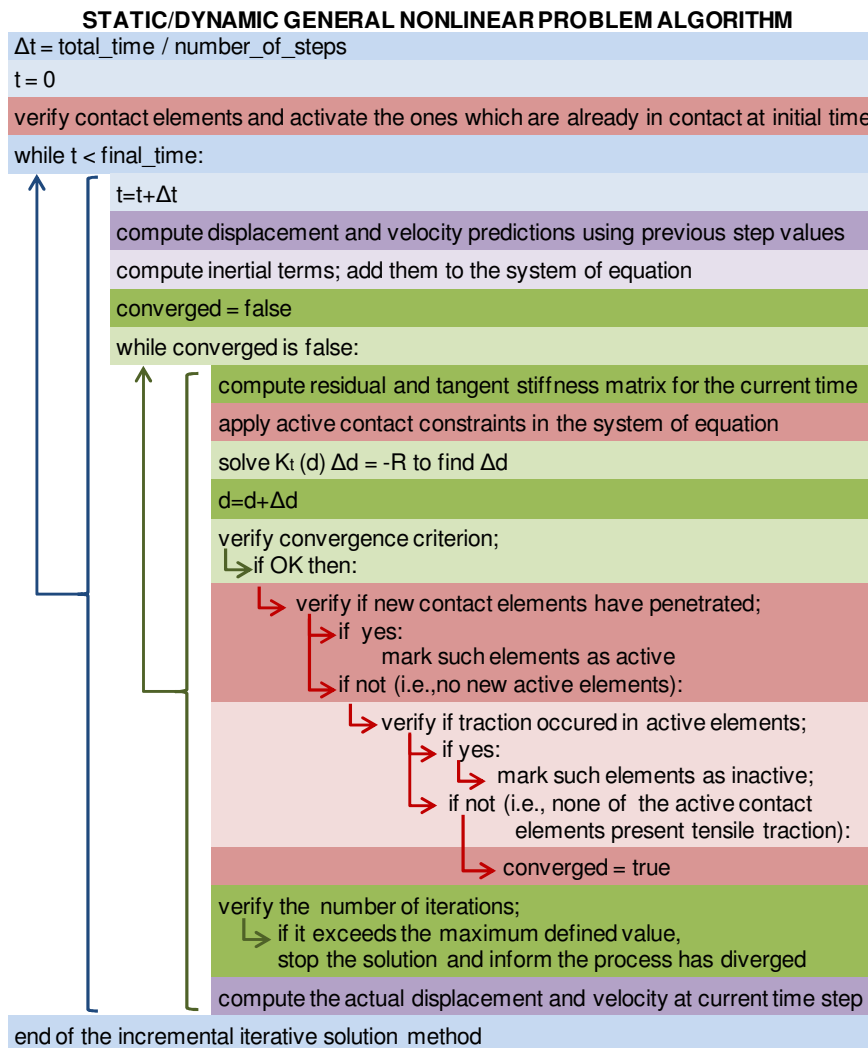 STATIC/DYNAMIC GENERAL NONLINEAR PROBLEM ALGORITHM
Δt = total_time / number_of_steps
t = 0
verify contact elements and activate the ones which are already in contact at initial time
while t < final_time:
t=t+Δt
compute displacement and velocity predictions using previous step values
compute inertial terms; add them to the system of equation
converged = false
while converged is false:
compute residual and tangent stiffness matrix for the current time
apply active contact constraints in the system of equation
solve Kt (d) Δd = -R to find Δd
d=d+Δd
verify convergence criterion;
if OK then:
verify if new contact elements have penetrated;
if yes:
mark such elements as active
if not (i.e.,no new active elements):
verify if traction occured in active elements;
if yes:
mark such elements as inactive;
if not (i.e., none of the active contact
elements present tensile traction):
converged = true
verify the number of iterations;
if it exceeds the maximum defined value,
stop the solution and inform the process has diverged
compute the actual displacement and velocity at current time step
end of the incremental iterative solution method